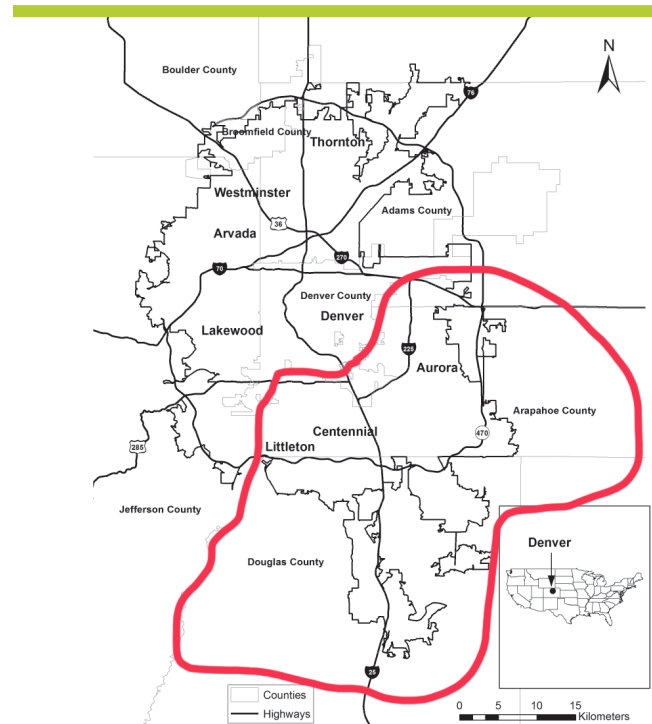 N
Boulder County
76
Broomfield County
Thornton
Westminster
Adams County
36
Arvada
270
70
Denver County
Denver
Lakewood
225
Aurora
Arapahoe County
Centennial
470
285
Littleton
Jefferson County
Denver
Douglas County
25
Counties
Highways
0 5 10 15
Kilometers